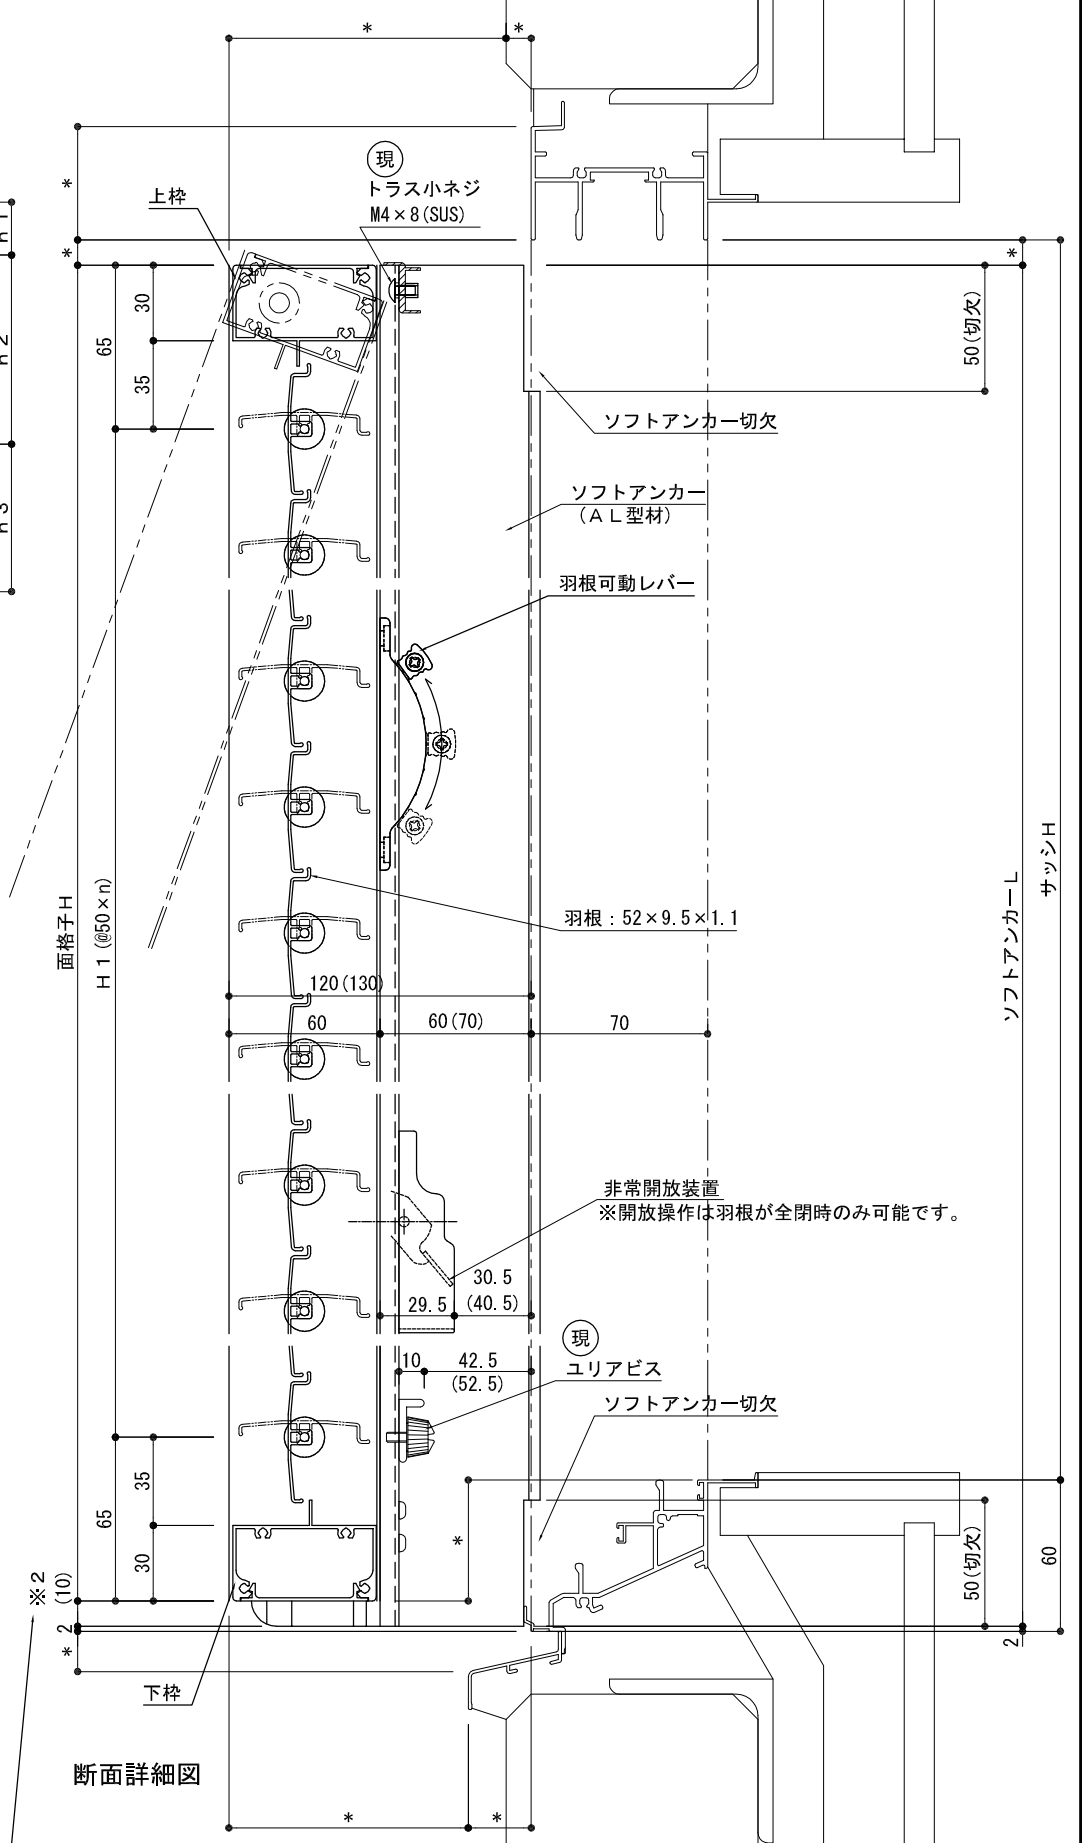 *
*
現
トラス小ネジ
M4×8(SUS)
上枠
*
*
*
h1
30
65
35
h2
50(切欠)
ソフトアンカー切欠
ソフトアンカー
(AL型材)
h3
羽根可動レバー
サッシH
ソフトアンカーL
面格子H
H1(@50×n)
羽根:52×9.5×1.1
120(130)
60
60(70)
70
非常開放装置
※開放操作は羽根が全閉時のみ可能です。
30.5
29.5
(40.5)
現
10
42.5
ユリアビス
(52.5)
ソフトアンカー切欠
35
65
30
*
50(切欠)
60
※2
(10)
2
*
2
下枠
断面詳細図
*
*